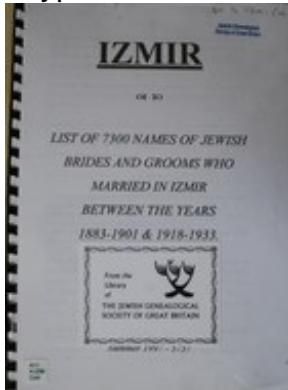 IZMIR
LIST OF 7300 NAMES OF JEWISH
BRIDES AND GROOMS WHO
MARRIED IN IZMIR
BETWEEN THE YEARS
1883-1901 & 1918-1933.
From the
Library
of
THE JEWISH GENEALOGICAL
SOCIETY OF GREAT BRITAIN